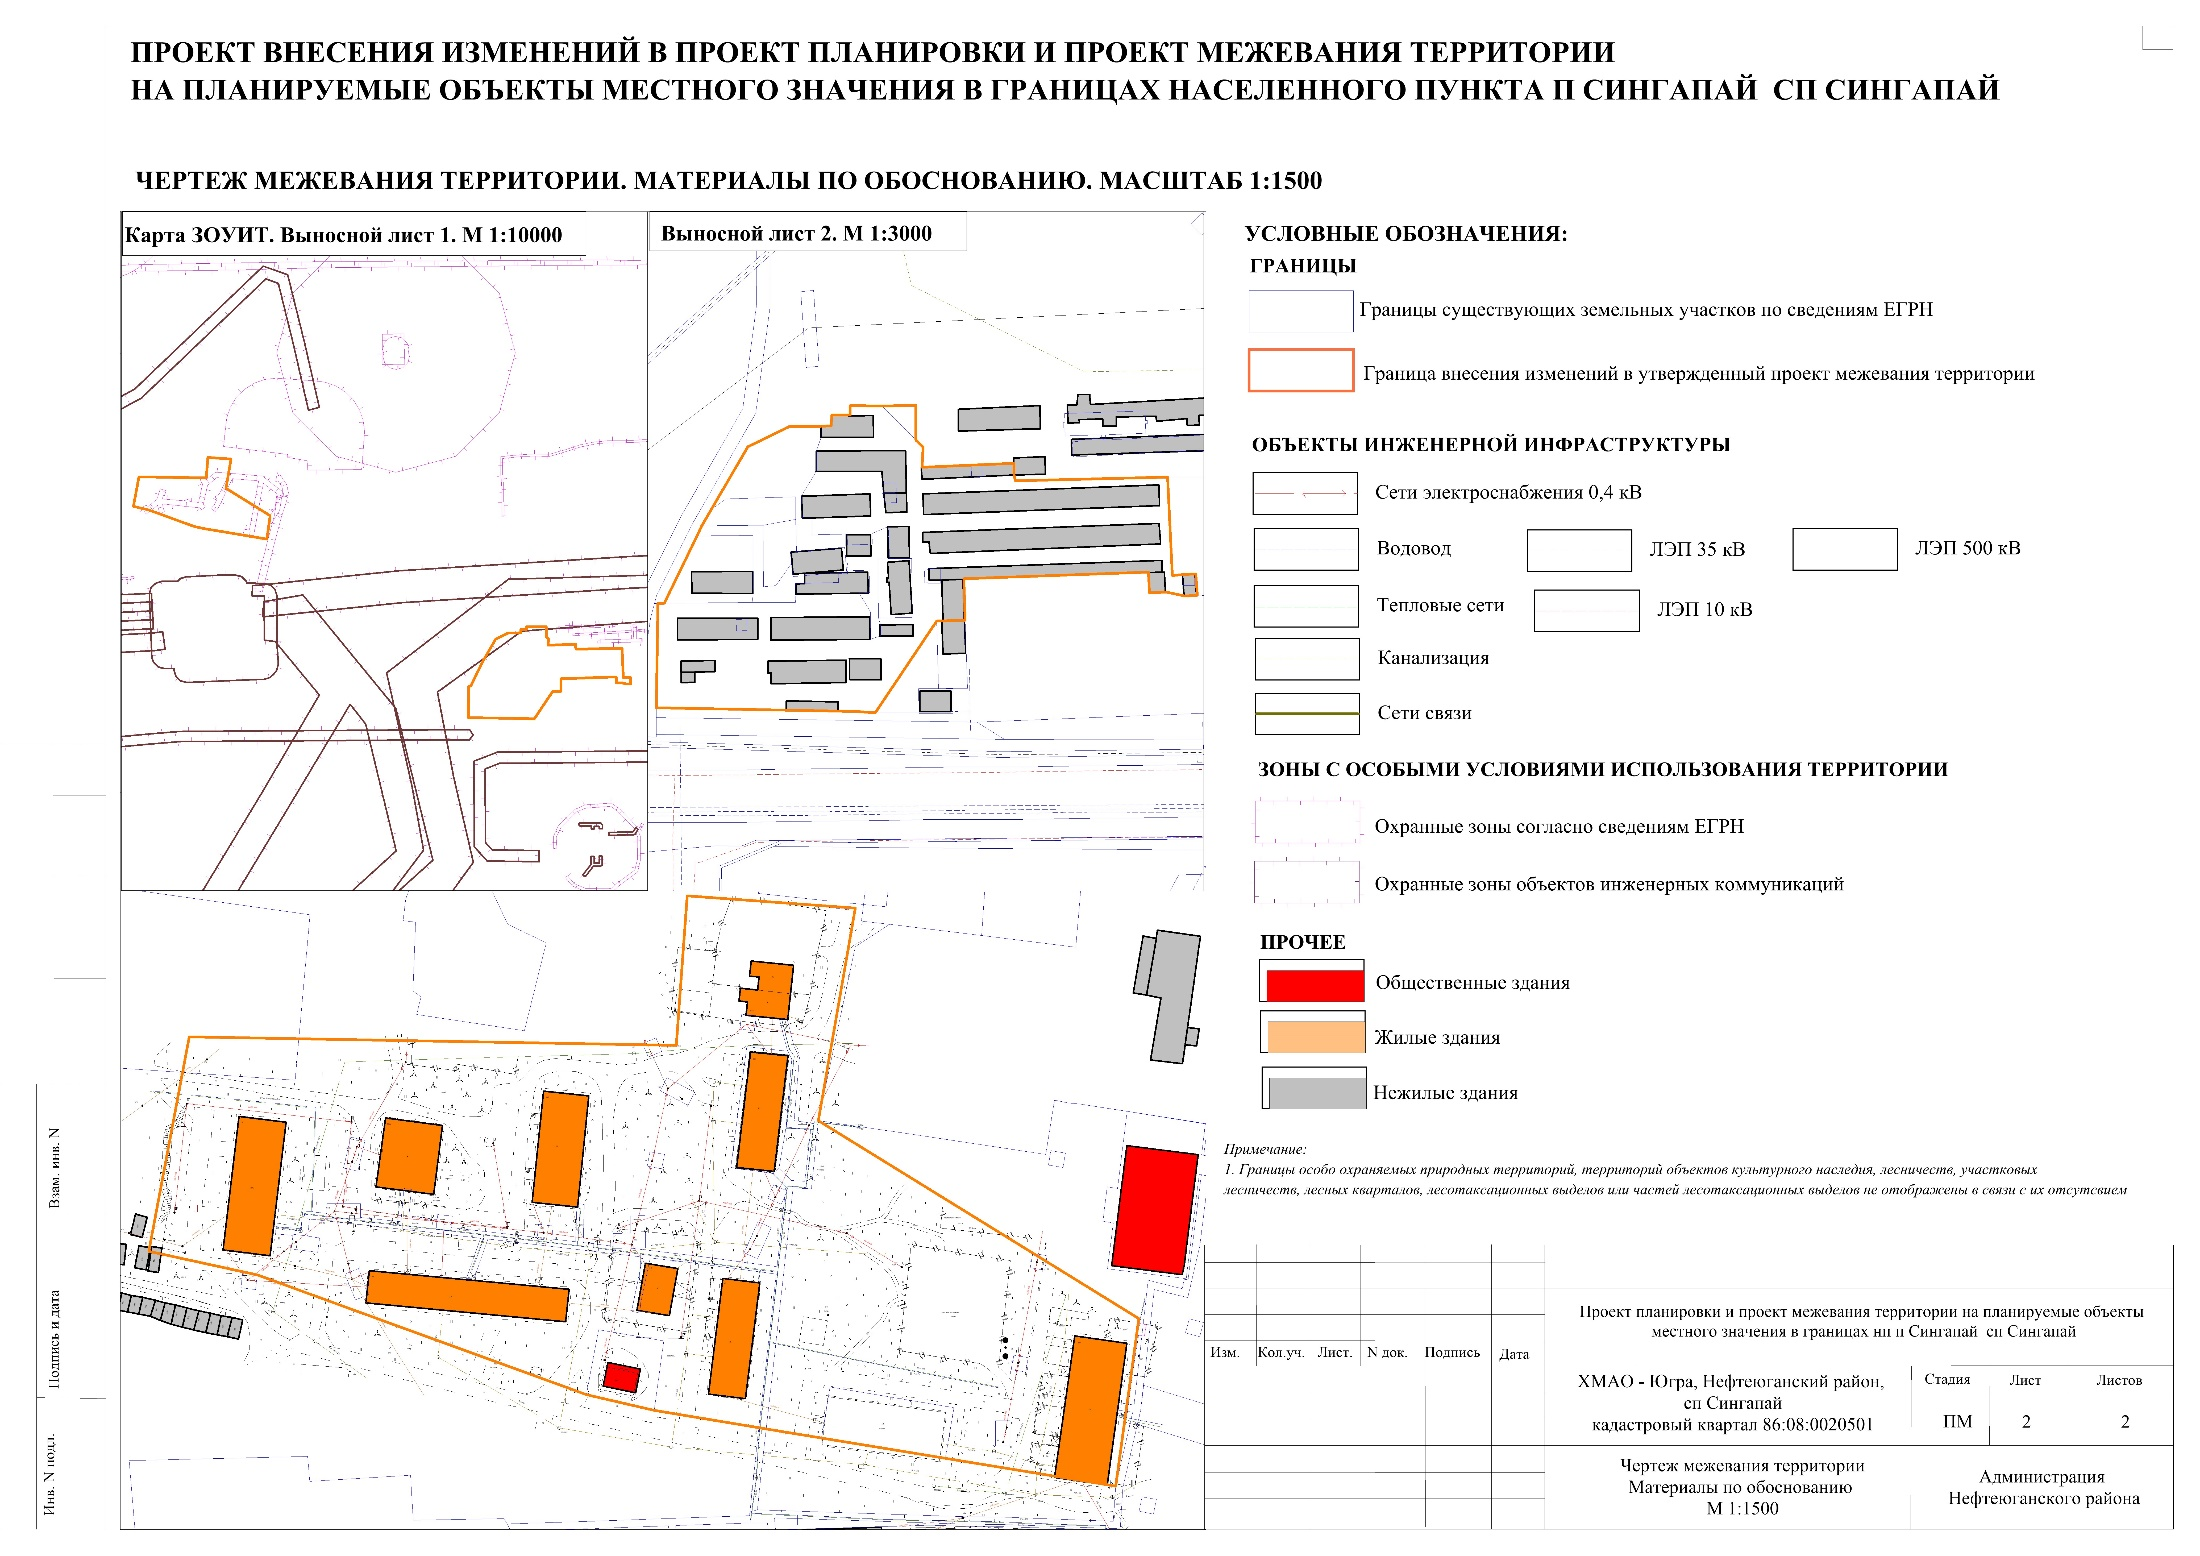 ПРОЕКТ ВНЕСЕНИЯ ИЗМЕНЕНИЙ В ПРОЕКТ ПЛАНИРОВКИ И ПРОЕКТ МЕЖЕВАНИЯ ТЕРРИТОРИИ
НА ПЛАНИРУЕМЫЕ ОБЪЕКТЫ МЕСТНОГО ЗНАЧЕНИЯ В ГРАНИЦАХ НАСЕЛЕННОГО ПУНКТА П СИНГАПАЙ СП СИНГАПАЙ
ЧЕРТЕЖ МЕЖЕВАНИЯ ТЕРРИТОРИИ. МАТЕРИАЛЫ ПО ОБОСНОВАНИЮ. МАСШТАБ 1:1500
Карта ЗОУИТ. Выносной лист 1. М 1:10000
Выносной лист 2. М 1:3000
УСЛОВНЫЕ ОБОЗНАЧЕНИЯ:
ГРАНИЦЫ
Границы существующих земельных участков по сведениям ЕГРН
Граница внесения изменений в утвержденный проект межевания территории
ОБЪЕКТЫ ИНЖЕНЕРНОЙ ИНФРАСТРУКТУРЫ
Сети электроснабжения 0,4 кВ
Водовод
ЛЭП 35 кВ
ЛЭП 500 кВ
Тепловые сети
ЛЭП 10 кВ
Канализация
Сети связи
ЗОНЫ С ОСОБЫМИ УСЛОВИЯМИ ИСПОЛЬЗОВАНИЯ ТЕРРИТОРИИ
Охранные зоны согласно сведениям ЕГРН
Охранные зоны объектов инженерных коммуникаций
ПРОЧЕЕ
Общественные здания
Жилые здания
Нежилые здания
Примечание:
1. Границы особо охраняемых природных территорий, территорий объектов культурного наследия, лесничеств, участковых
лесничеств, лесных кварталов, лесотаксационных выделов или частей лесотаксационных выделов не отображены в связи с их отсутсвием
Взам. инв. N
Подпись и дата
Инв. N подл.
Изм. Кол.уч. Лист. N док. Подпись Дата
Проект планировки и проект межевания территории на планируемые объекты
местного значения в границах нп п Сингапай сп Сингапай
ХМАО - Югра, Нефтеюганский район,
сп Сингапай
кадастровый квартал 86:08:0020501
Стадия Лист Листов
ПМ 2 2
Чертеж межевания территории
Материалы по обоснованию
М 1:1500
Администрация
Нефтеюганского района